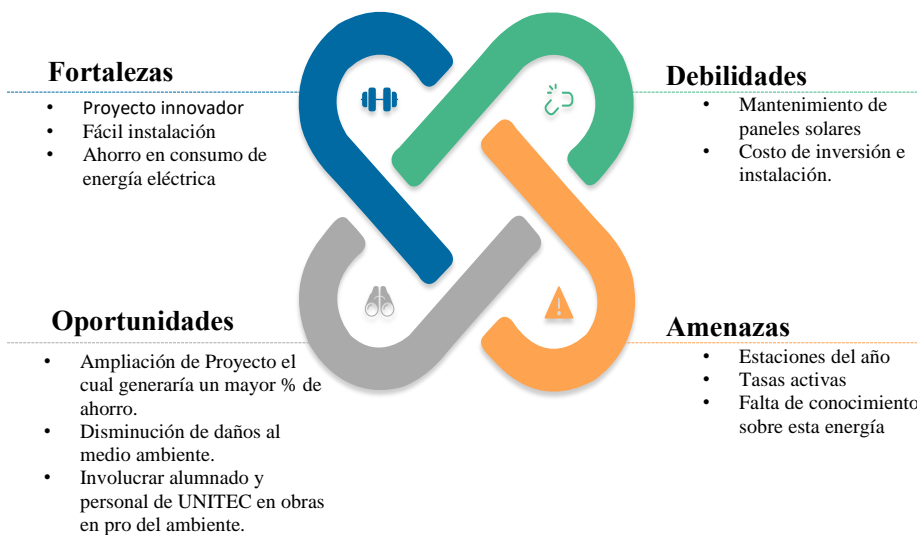 Fortalezas
• Proyecto innovador
• Fácil instalación
• Ahorro en consumo de
energía eléctrica
Debilidades
• Mantenimiento de
paneles solares
• Costo de inversión e
instalación.
Oportunidades
• Ampliación de Proyecto el
cual generaría un mayor % de
ahorro.
• Disminución de daños al
medio ambiente.
• Involucrar alumnado y
personal de UNITEC en obras
en pro del ambiente.
Amenazas
• Estaciones del año
• Tasas activas
• Falta de conocimiento
sobre esta energía